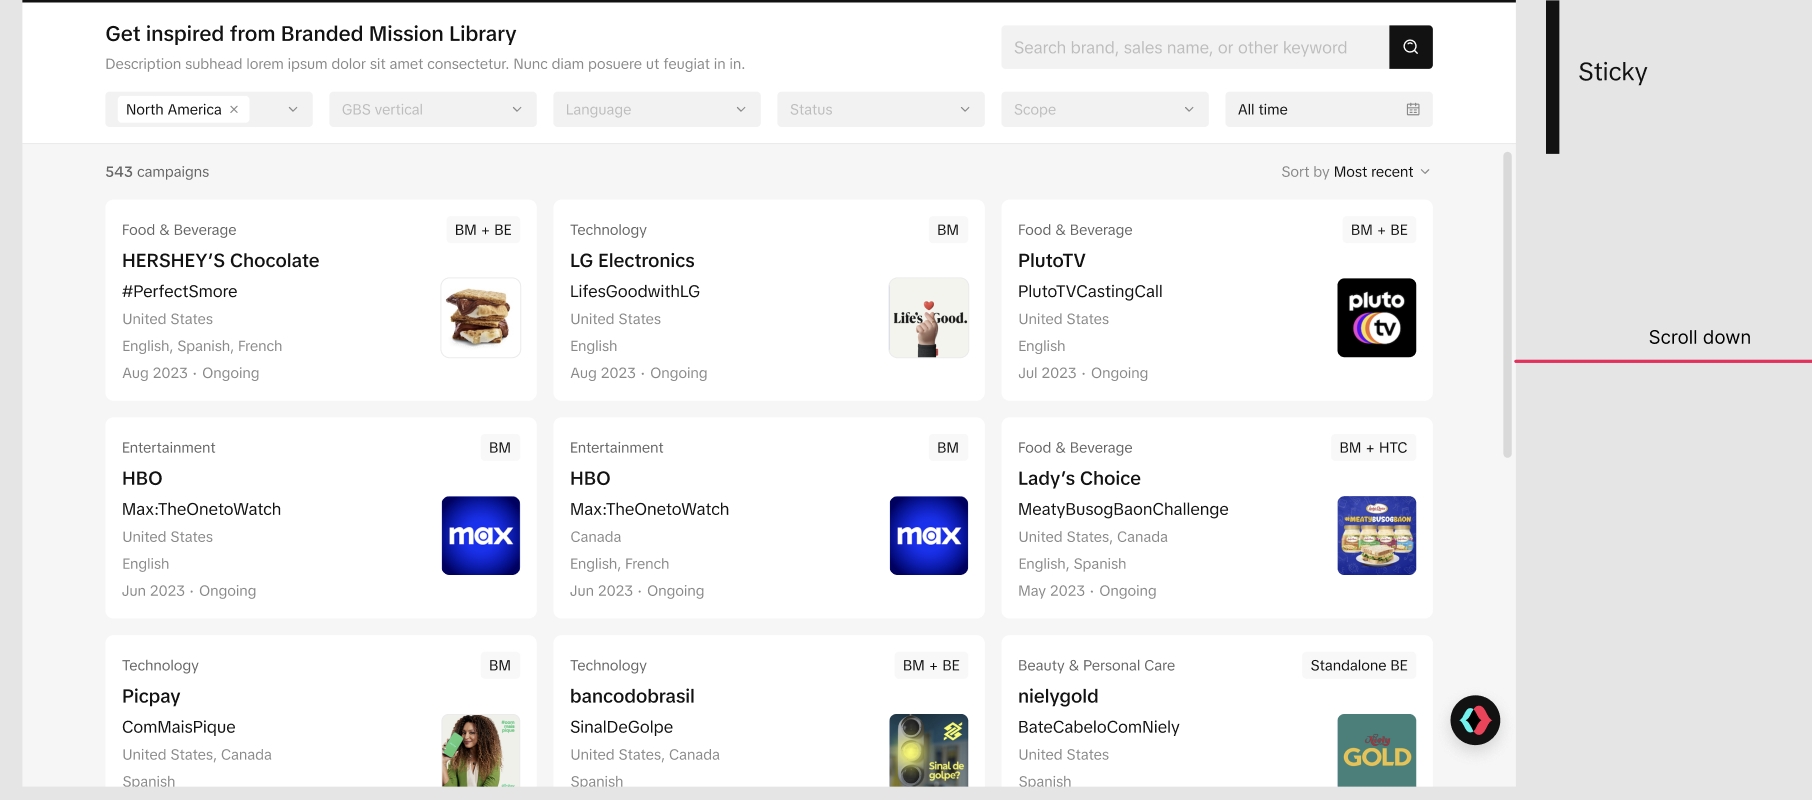 Get inspired from Branded Mission Library
Description subhead lorem ipsum dolor sit amet consectetur. Nunc diam posuere ut feugiat in in.
Search brand, sales name, or other keyword
North America ×
GBS vertical
Language
Status
Scope
All time
Sticky
543 campaigns
Sort by Most recent
Food & Beverage
BM + BE
HERSHEY’S Chocolate
#PerfectSmore
United States
English, Spanish, French
Aug 2023 · Ongoing
Technology
BM
LG Electronics
LifesGoodwithLG
United States
English
Aug 2023 · Ongoing
Life's Good.
Food & Beverage
BM + BE
PlutoTV
PlutoTVCastingCall
United States
English
Jul 2023 · Ongoing
pluto
tv
Scroll down
Entertainment
BM
HBO
Max:TheOnetoWatch
United States
English
Jun 2023 · Ongoing
max
Entertainment
BM
HBO
Max:TheOnetoWatch
Canada
English, French
Jun 2023 · Ongoing
max
Food & Beverage
BM + HTC
Lady’s Choice
MeatyBusogBaonChallenge
United States, Canada
English, Spanish
May 2023 · Ongoing
#MEATYBUSOGBAON
Technology
BM
Picpay
ComMaisPique
United States, Canada
Spanish
Technology
BM + BE
bancodobrasil
SinalDeGolpe
United States, Canada
Spanish
Sinal de
golpe?
Beauty & Personal Care
Standalone BE
nielygold
BateCabeloComNiely
United States
Spanish
Niely
GOLD